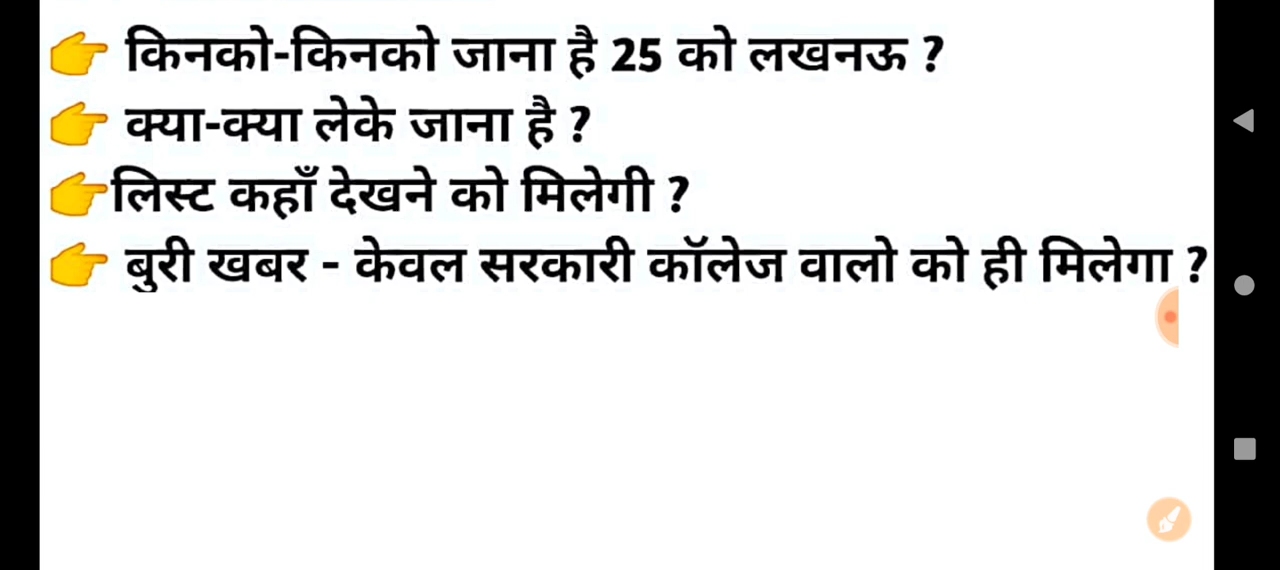 👉 किनको-किनको जाना है 25 को लखनऊ ?
👉 क्या-क्या लेके जाना है ?
👉लिस्ट कहाँ देखने को मिलेगी ?
👉 बुरी खबर - केवल सरकारी कॉलेज वालो को ही मिलेगा ?